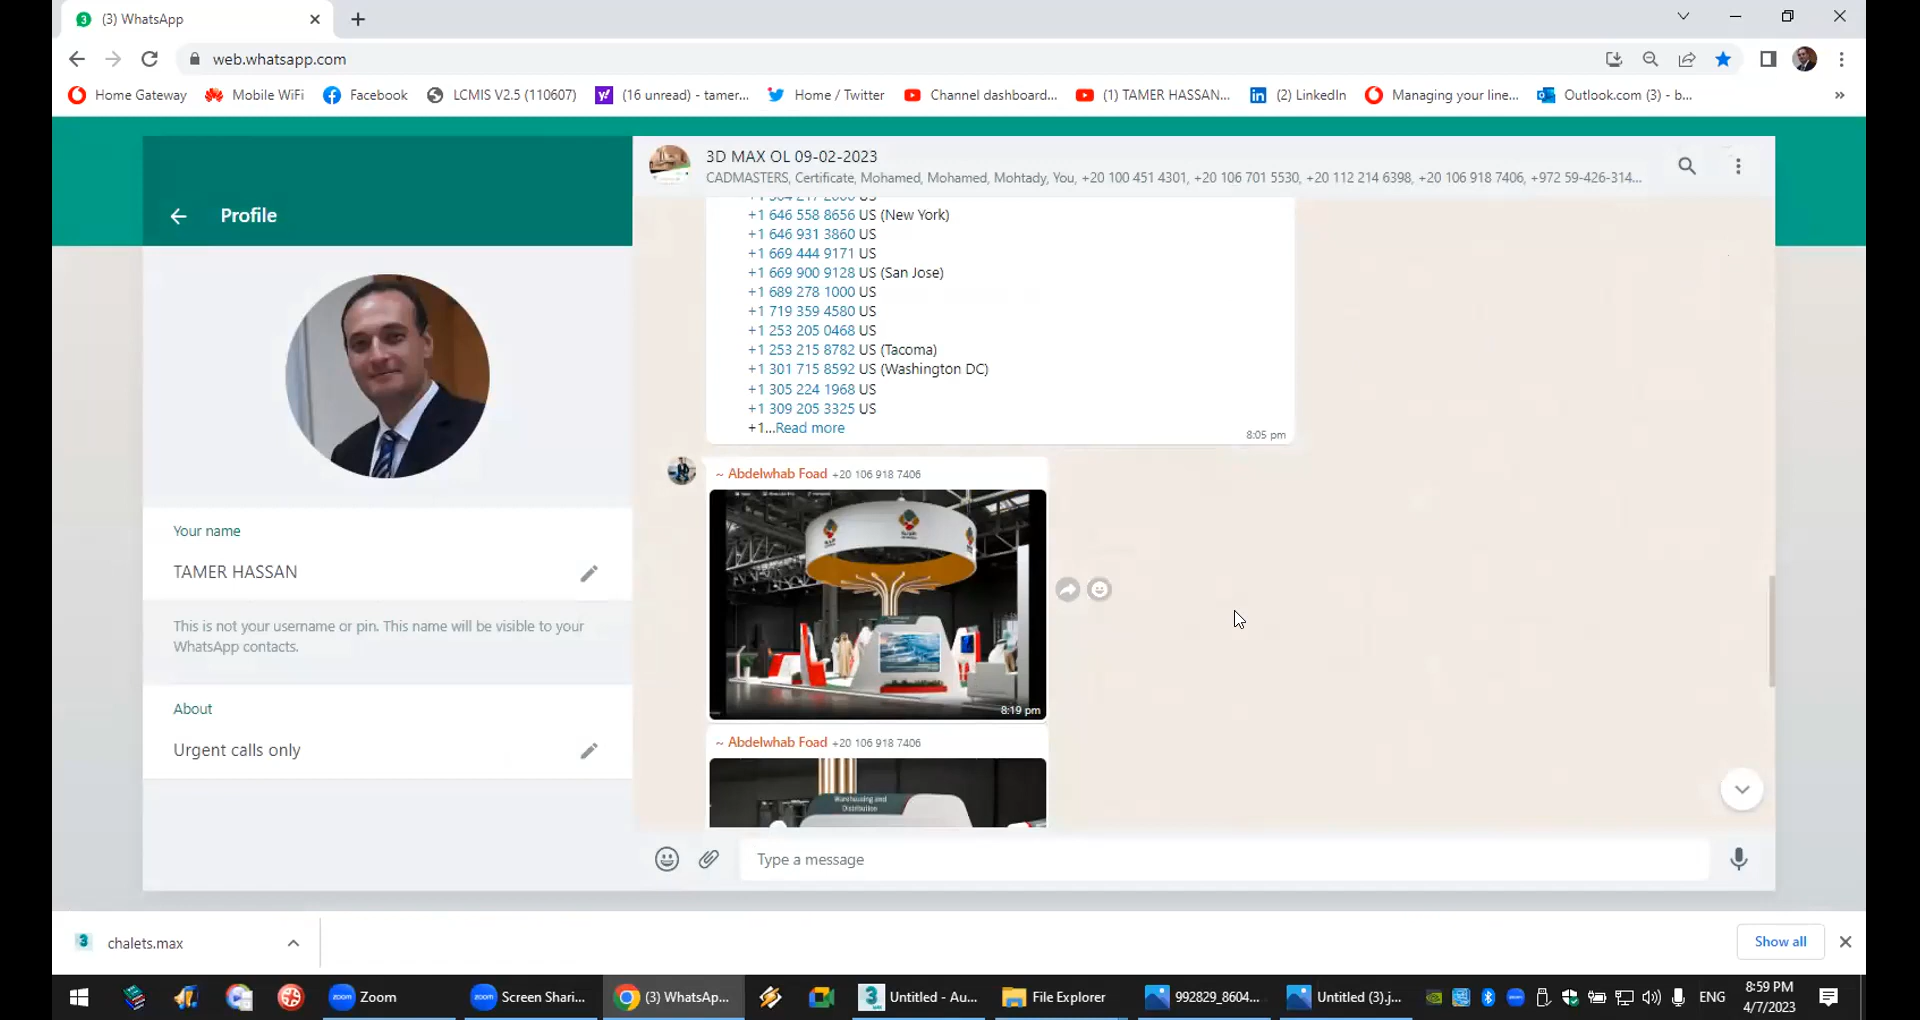 (3) WhatsApp
web.whatsapp.com
Home Gateway
Mobile WiFi
Facebook
LCMIS V2.5 (110607)
(16 unread) - tamer...
Home / Twitter
Channel dashboard...
(1) TAMER HASSAN...
(2) LinkedIn
Managing your line...
Outlook.com (3) - b...
Profile
Your name
TAMER HASSAN
This is not your username or pin. This name will be visible to your
WhatsApp contacts.
About
Urgent calls only
3D MAX OL 09-02-2023
CADMASTERS, Certificate, Mohamed, Mohamed, Mohtady, You, +20 100 451 4301, +20 106 701 5530, +20 112 214 6398, +20 106 918 7406, +972 59-426-314...
+1 646 558 8656 US (New York)
+1 646 931 3860 US
+1 669 444 9171 US
+1 669 900 9128 US (San Jose)
+1 689 278 1000 US
+1 719 359 4580 US
+1 253 205 0468 US
+1 253 215 8782 US (Tacoma)
+1 301 715 8592 US (Washington DC)
+1 305 224 1968 US
+1 309 205 3325 US
+1...Read more
8:05 pm
~ Abdelwhab Foad +20 106 918 7406
8:19 pm
~ Abdelwhab Foad +20 106 918 7406
Warehousing and
Distribution
Type a message
chalets.max
Show all
Zoom
Screen Shari...
(3) WhatsAp...
Untitled - Au...
File Explorer
992829_8604...
Untitled (3).j...
ENG
8:59 PM
4/7/2023